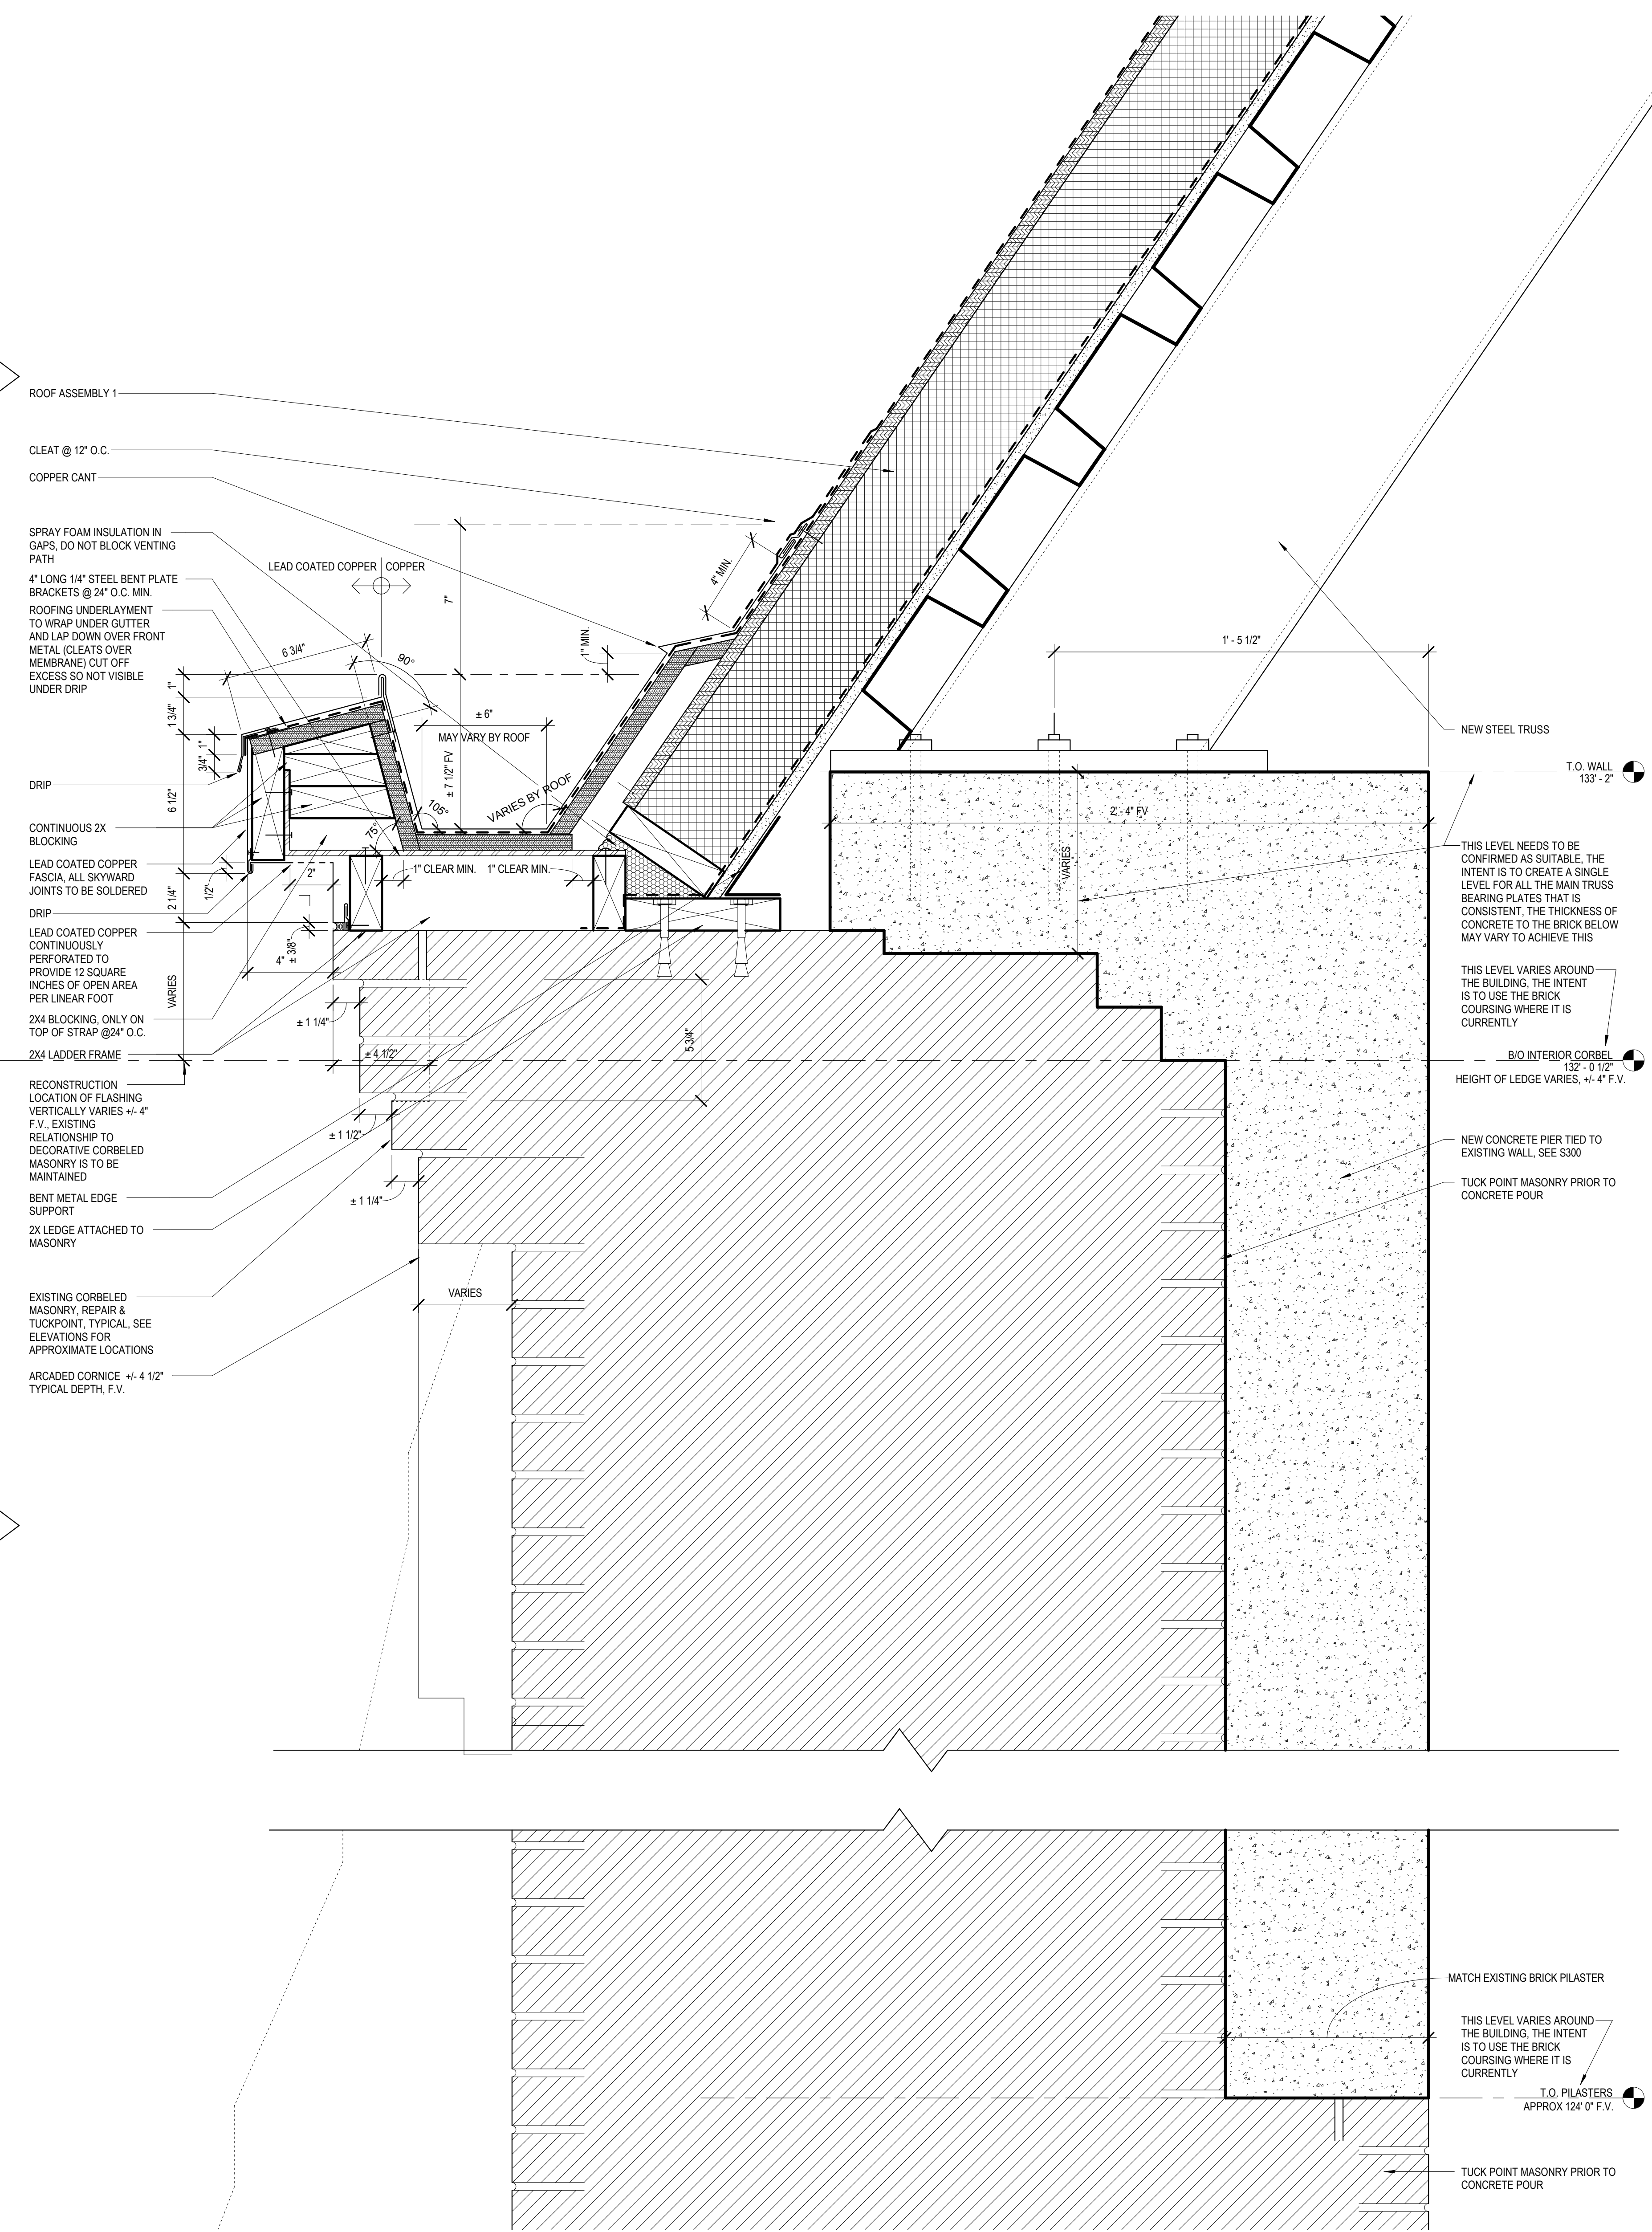 ROOF ASSEMBLY 1
CLEAT @ 12" O.C.
COPPER CANT
SPRAY FOAM INSULATION IN
GAPS, DO NOT BLOCK VENTING
PATH
4" LONG 1/4" STEEL BENT PLATE
BRACKETS @ 24" O.C. MIN.
ROOFING UNDERLAYMENT
TO WRAP UNDER GUTTER
AND LAP DOWN OVER FRONT
METAL (CLEATS OVER
MEMBRANE) CUT OFF
EXCESS SO NOT VISIBLE
UNDER DRIP
DRIP
CONTINUOUS 2X
BLOCKING
LEAD COATED COPPER
FASCIA, ALL SKYWARD
JOINTS TO BE SOLDERED
DRIP
LEAD COATED COPPER
CONTINUOUSLY
PERFORATED TO
PROVIDE 12 SQUARE
INCHES OF OPEN AREA
PER LINEAR FOOT
2X4 BLOCKING, ONLY ON
TOP OF STRAP @24" O.C.
2X4 LADDER FRAME
RECONSTRUCTION
LOCATION OF FLASHING
VERTICALLY VARIES +/- 4"
F.V., EXISTING
RELATIONSHIP TO
DECORATIVE CORBELED
MASONRY IS TO BE
MAINTAINED
BENT METAL EDGE
SUPPORT
2X LEDGE ATTACHED TO
MASONRY
EXISTING CORBELED
MASONRY, REPAIR &
TUCKPOINT, TYPICAL, SEE
ELEVATIONS FOR
APPROXIMATE LOCATIONS
ARCADED CORNICE +/- 4 1/2"
TYPICAL DEPTH, F.V.
LEAD COATED COPPER
COPPER
7"
4" MIN.
1" MIN.
6 3/4"
90°
1"
1 3/4"
1"
3/4"
6 1/2"
2 1/4"
1/2"
VARIES
± 6"
MAY VARY BY ROOF
± 7 1/2" FV
VARIES BY ROOF
105°
75°
1" CLEAR MIN.
1" CLEAR MIN.
2"
4"
± 3/8"
± 1 1/4"
± 4 1/2"
± 1 1/2"
± 1 1/4"
5 3/4"
VARIES
1' - 5 1/2"
2' - 4" FV
VARIES
NEW STEEL TRUSS
T.O. WALL
133' - 2"
THIS LEVEL NEEDS TO BE
CONFIRMED AS SUITABLE, THE
INTENT IS TO CREATE A SINGLE
LEVEL FOR ALL THE MAIN TRUSS
BEARING PLATES THAT IS
CONSISTENT, THE THICKNESS OF
CONCRETE TO THE BRICK BELOW
MAY VARY TO ACHIEVE THIS
THIS LEVEL VARIES AROUND
THE BUILDING, THE INTENT
IS TO USE THE BRICK
COURSING WHERE IT IS
CURRENTLY
B/O INTERIOR CORBEL
132' - 0 1/2"
HEIGHT OF LEDGE VARIES, +/- 4" F.V.
NEW CONCRETE PIER TIED TO
EXISTING WALL, SEE S300
TUCK POINT MASONRY PRIOR TO
CONCRETE POUR
MATCH EXISTING BRICK PILASTER
THIS LEVEL VARIES AROUND
THE BUILDING, THE INTENT
IS TO USE THE BRICK
COURSING WHERE IT IS
CURRENTLY
T.O. PILASTERS
APPROX 124' 0" F.V.
TUCK POINT MASONRY PRIOR TO
CONCRETE POUR